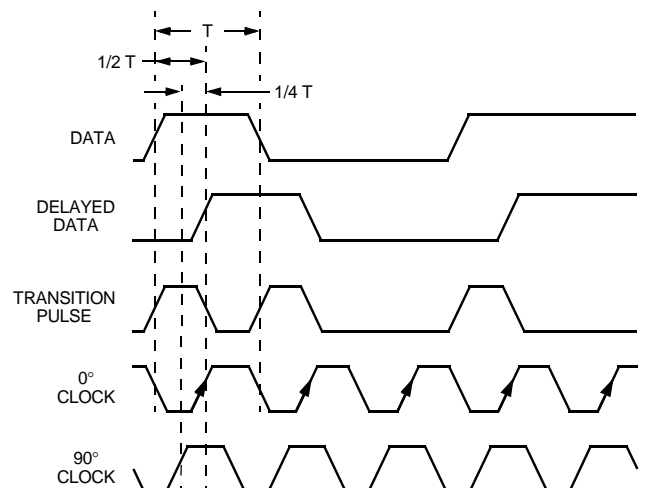 T
1/2 T
1/4 T
DATA
DELAYED
DATA
TRANSITION
PULSE
0°
CLOCK
90°
CLOCK